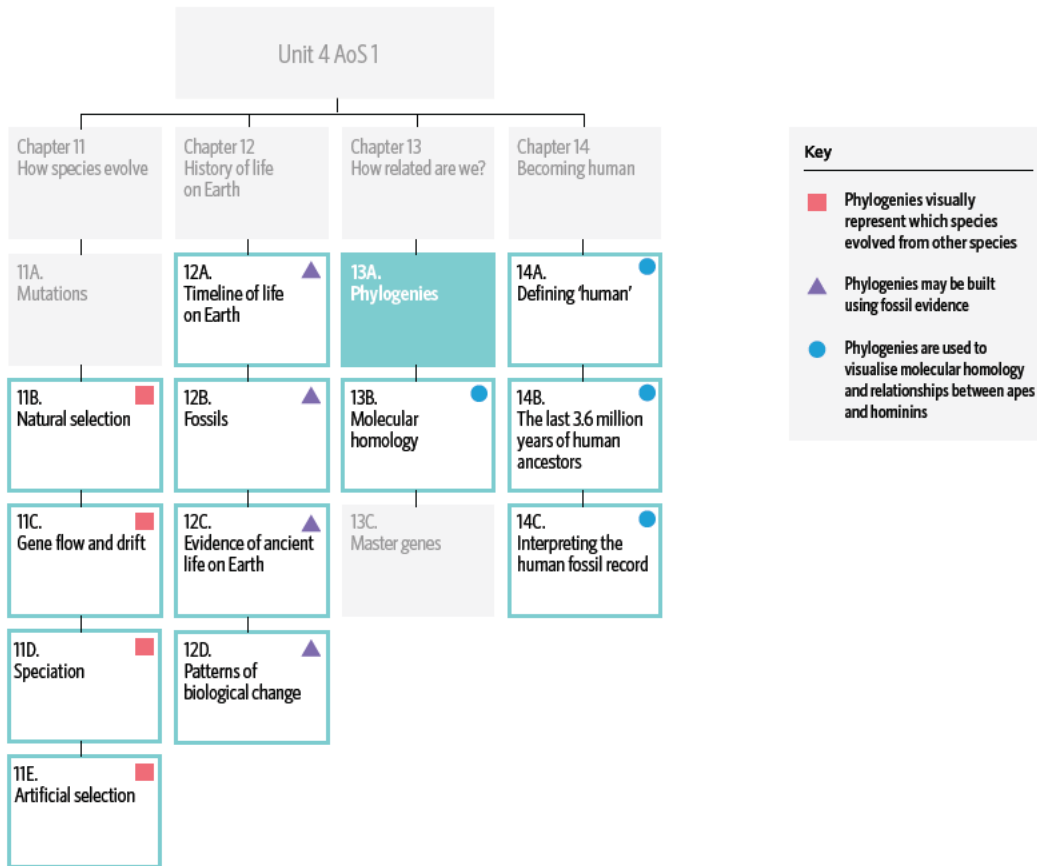 Unit 4 AoS 1
Chapter 11
How species evolve
Chapter 12
History of life
on Earth
Chapter 13
How related are we?
Chapter 14
Becoming human
11A.
Mutations
11B.
Natural selection
11C.
Gene flow and drift
11D.
Speciation
11E.
Artificial selection
12A.
Timeline of life
on Earth
12B.
Fossils
12C.
Evidence of ancient
life on Earth
12D.
Patterns of
biological change
13A.
Phylogenies
13B.
Molecular
homology
13C.
Master genes
14A.
Defining ‘human’
14B.
The last 3.6 million
years of human
ancestors
14C.
Interpreting the
human fossil record
Key
Phylogenies visually
represent which species
evolved from other species
Phylogenies may be built
using fossil evidence
Phylogenies are used to
visualise molecular homology
and relationships between apes
and hominins